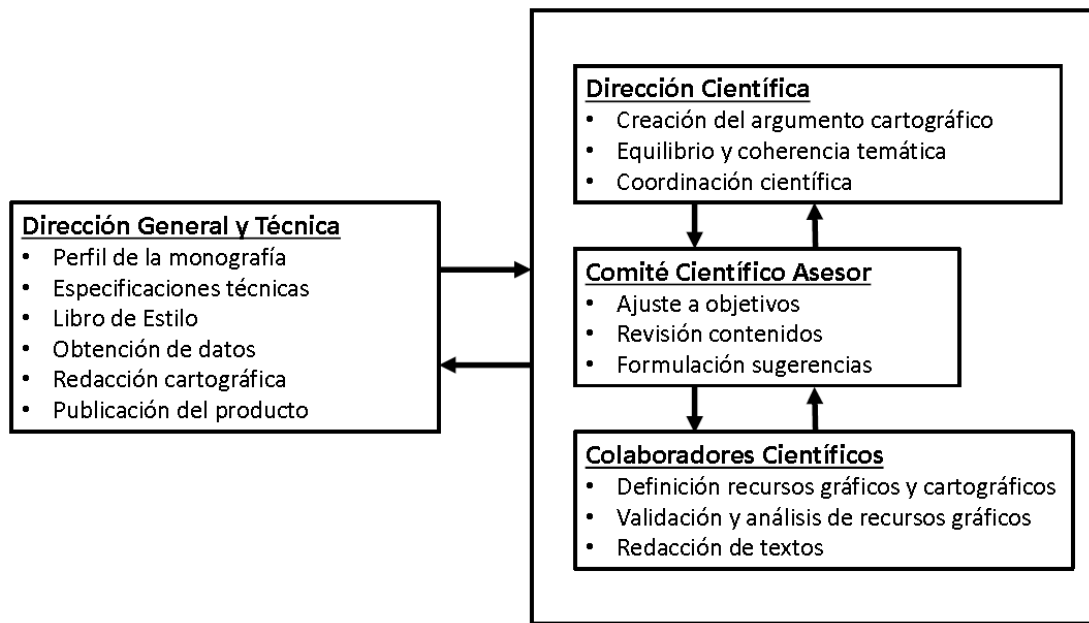 Dirección General y Técnica
• Perfil de la monografía
• Especificaciones técnicas
• Libro de Estilo
• Obtención de datos
• Redacción cartográfica
• Publicación del producto
Dirección Científica
• Creación del argumento cartográfico
• Equilibrio y coherencia temática
• Coordinación científica
Comité Científico Asesor
• Ajuste a objetivos
• Revisión contenidos
• Formulación sugerencias
Colaboradores Científicos
• Definición recursos gráficos y cartográficos
• Validación y análisis de recursos gráficos
• Redacción de textos